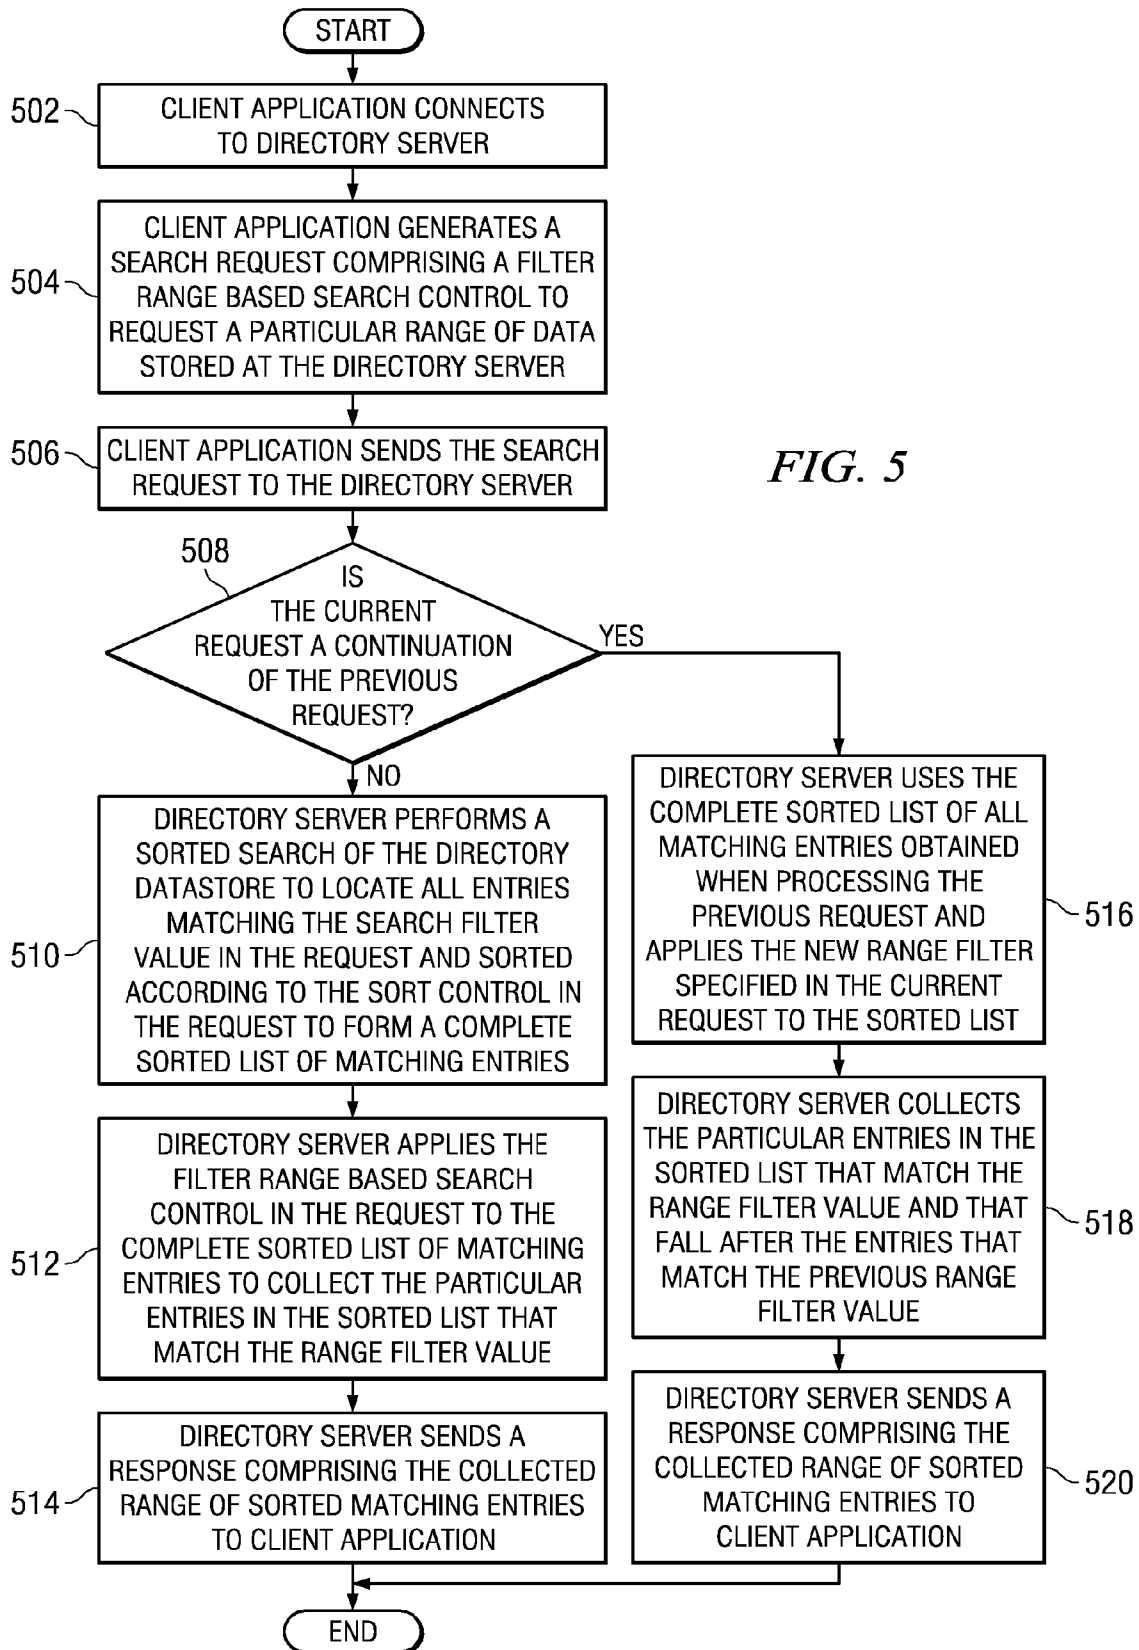 START
502
CLIENT APPLICATION CONNECTS
TO DIRECTORY SERVER
504
CLIENT APPLICATION GENERATES A
SEARCH REQUEST COMPRISING A FILTER
RANGE BASED SEARCH CONTROL TO
REQUEST A PARTICULAR RANGE OF DATA
STORED AT THE DIRECTORY SERVER
506
CLIENT APPLICATION SENDS THE SEARCH
REQUEST TO THE DIRECTORY SERVER
FIG. 5
508
IS
THE CURRENT
REQUEST A CONTINUATION
OF THE PREVIOUS
REQUEST?
YES
NO
510
DIRECTORY SERVER PERFORMS A
SORTED SEARCH OF THE DIRECTORY
DATASTORE TO LOCATE ALL ENTRIES
MATCHING THE SEARCH FILTER
VALUE IN THE REQUEST AND SORTED
ACCORDING TO THE SORT CONTROL IN
THE REQUEST TO FORM A COMPLETE
SORTED LIST OF MATCHING ENTRIES
512
DIRECTORY SERVER APPLIES THE
FILTER RANGE BASED SEARCH
CONTROL IN THE REQUEST TO THE
COMPLETE SORTED LIST OF MATCHING
ENTRIES TO COLLECT THE PARTICULAR
ENTRIES IN THE SORTED LIST THAT
MATCH THE RANGE FILTER VALUE
514
DIRECTORY SERVER SENDS A
RESPONSE COMPRISING THE COLLECTED
RANGE OF SORTED MATCHING ENTRIES
TO CLIENT APPLICATION
DIRECTORY SERVER USES THE
COMPLETE SORTED LIST OF ALL
MATCHING ENTRIES OBTAINED
WHEN PROCESSING THE
PREVIOUS REQUEST AND
APPLIES THE NEW RANGE FILTER
SPECIFIED IN THE CURRENT
REQUEST TO THE SORTED LIST
516
DIRECTORY SERVER COLLECTS
THE PARTICULAR ENTRIES IN THE
SORTED LIST THAT MATCH THE
RANGE FILTER VALUE AND THAT
FALL AFTER THE ENTRIES THAT
MATCH THE PREVIOUS RANGE
FILTER VALUE
518
DIRECTORY SERVER SENDS A
RESPONSE COMPRISING THE
COLLECTED RANGE OF SORTED
MATCHING ENTRIES TO
CLIENT APPLICATION
520
END